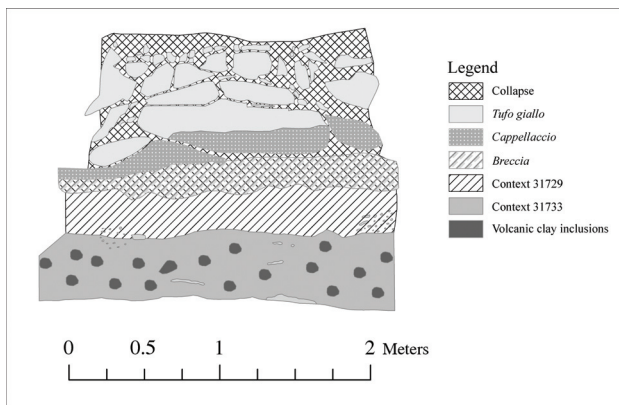 Legend
Collapse
Tufo giallo
Cappellaccio
Breccia
Context 31729
Context 31733
Volcanic clay inclusions
0 0.5 1 2 Meters